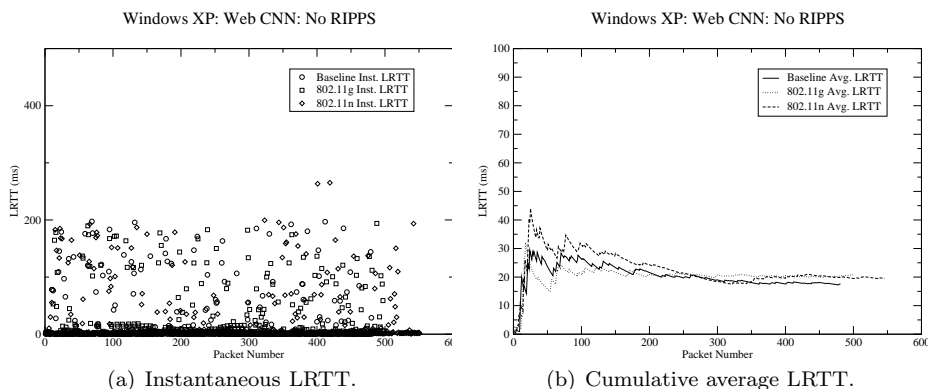 Windows XP: Web CNN: No RIPPS
400
200
0
LRTT (ms)
Baseline Inst. LRTT
802.11g Inst. LRTT
802.11n Inst. LRTT
0 100 200 300 400 500
Packet Number
(a) Instantaneous LRTT.
Windows XP: Web CNN: No RIPPS
100
90
80
70
60
50
40
30
20
10
0
LRTT (ms)
Baseline Avg. LRTT
802.11g Avg. LRTT
802.11n Avg. LRTT
0 100 200 300 400 500 600
Packet Number
(b) Cumulative average LRTT.